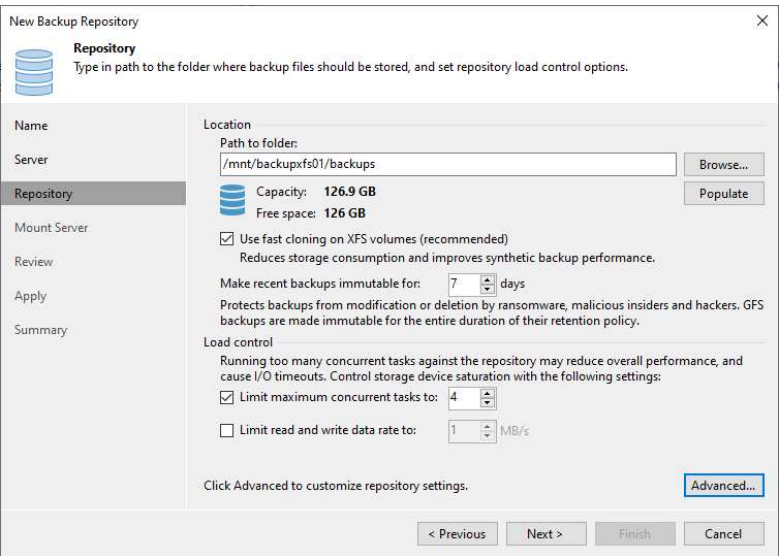 New Backup Repository
Repository
Type in path to the folder where backup files should be stored, and set repository load control options.
Name
Server
Repository
Mount Server
Review
Apply
Summary
Location
Path to folder:
/mnt/backupxfs01/backups
Browse...
Capacity: 126.9 GB
Populate
Free space: 126 GB
Use fast cloning on XFS volumes (recommended)
Reduces storage consumption and improves synthetic backup performance.
Make recent backups immutable for: 7 days
Protects backups from modification or deletion by ransomware, malicious insiders and hackers. GFS
backups are made immutable for the entire duration of their retention policy.
Load control
Running too many concurrent tasks against the repository may reduce overall performance, and
cause I/O timeouts. Control storage device saturation with the following settings:
Limit maximum concurrent tasks to: 4
Limit read and write data rate to: 1 MB/s
Click Advanced to customize repository settings.
Advanced...
< Previous
Next >
Finish
Cancel